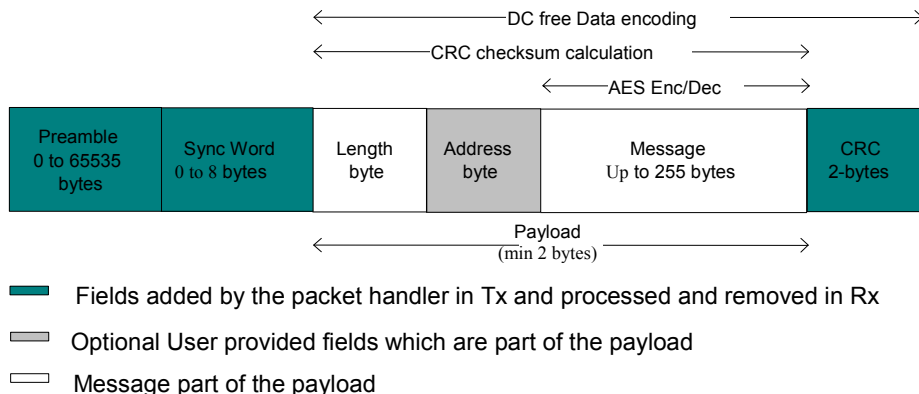 DC free Data encoding
CRC checksum calculation
AES Enc/Dec
Preamble
0 to 65535
bytes
Sync Word
0 to 8 bytes
Length
byte
Address
byte
Message
Up to 255 bytes
CRC
2-bytes
Payload
(min 2 bytes)
Fields added by the packet handler in Tx and processed and removed in Rx
Optional User provided fields which are part of the payload
Message part of the payload